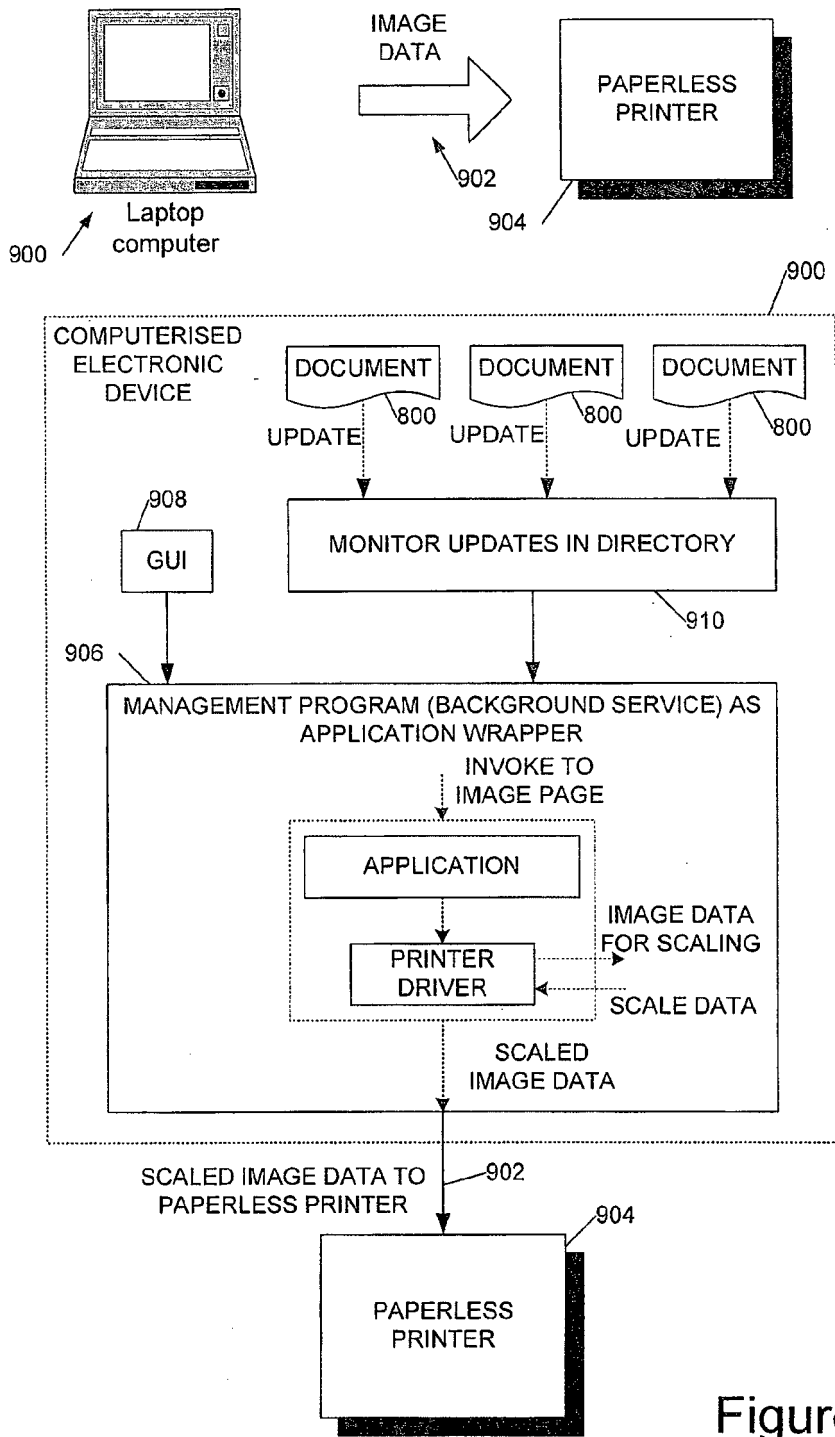 IMAGE
DATA
PAPERLESS
PRINTER
902
904
Laptop
computer
900
900
COMPUTERISED
ELECTRONIC
DEVICE
DOCUMENT
DOCUMENT
DOCUMENT
800
800
800
UPDATE
UPDATE
UPDATE
908
GUI
MONITOR UPDATES IN DIRECTORY
910
906
MANAGEMENT PROGRAM (BACKGROUND SERVICE) AS
APPLICATION WRAPPER
INVOKE TO
IMAGE PAGE
APPLICATION
IMAGE DATA
FOR SCALING
PRINTER
DRIVER
SCALE DATA
SCALED
IMAGE DATA
SCALED IMAGE DATA TO
PAPERLESS PRINTER
902
904
PAPERLESS
PRINTER
Figure